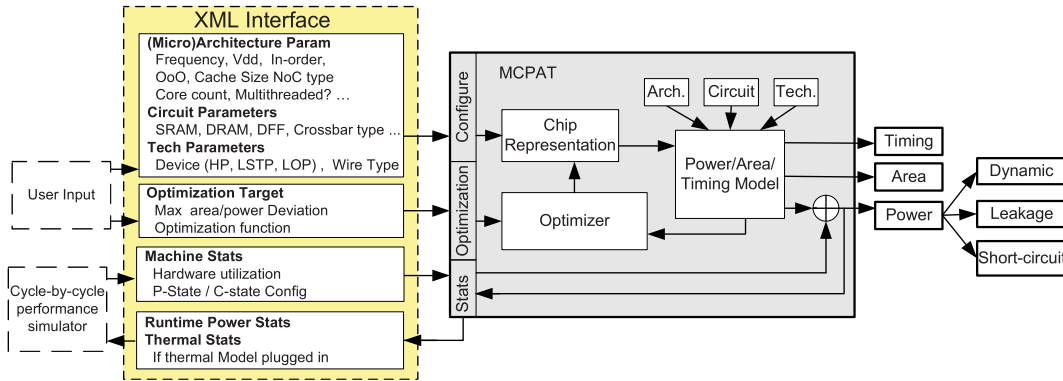 XML Interface
(Micro)Architecture Param
Frequency, Vdd, In-order,
OoO, Cache Size NoC type
Core count, Multithreaded? ...
Circuit Parameters
SRAM, DRAM, DFF, Crossbar type ...
Tech Parameters
Device (HP, LSTP, LOP) , Wire Type
User Input
Optimization Target
Max area/power Deviation
Optimization function
Machine Stats
Hardware utilization
P-State / C-state Config
Cycle-by-cycle
performance
simulator
Runtime Power Stats
Thermal Stats
If thermal Model plugged in
Configure
Optimization
Stats
MCPAT
Arch.
Circuit
Tech.
Chip
Representation
Power/Area/
Timing Model
Optimizer
Timing
Area
Power
Dynamic
Leakage
Short-circuit